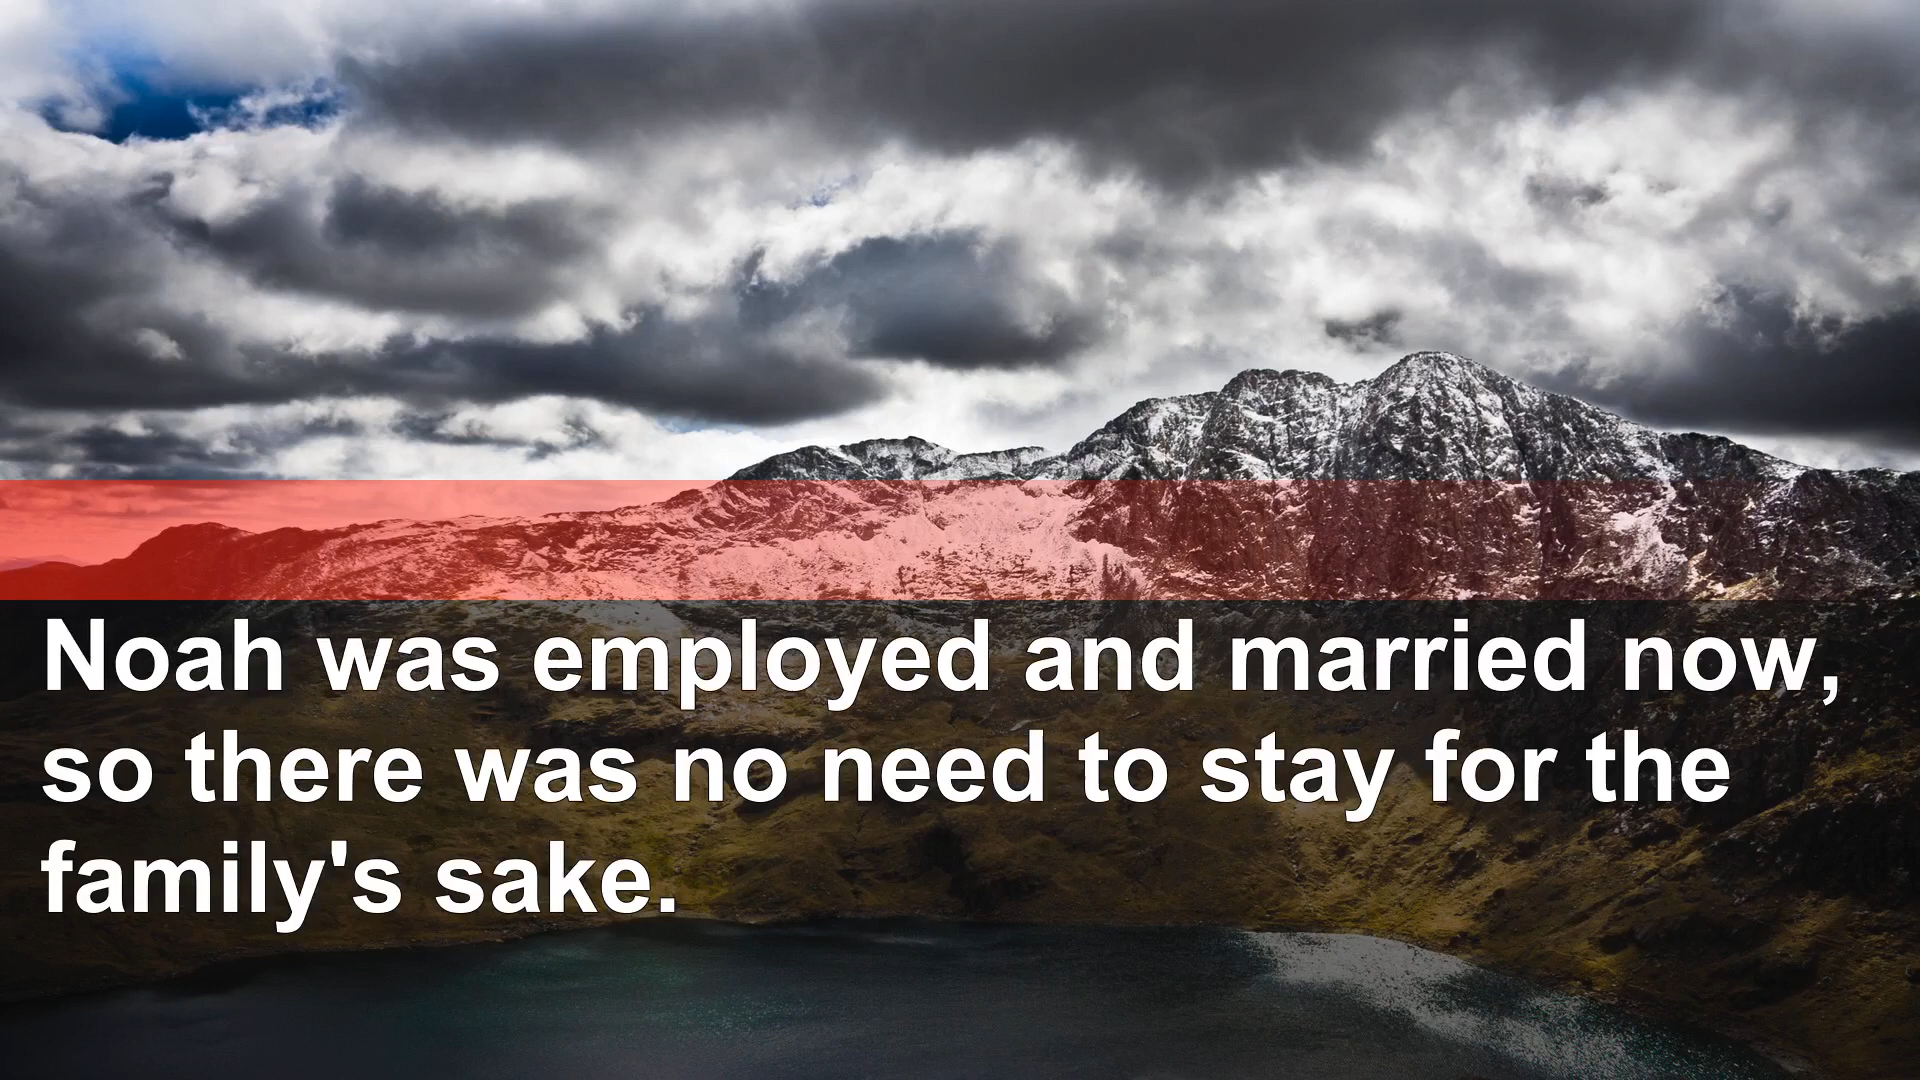 Noah was employed and married now,
so there was no need to stay for the
family's sake.